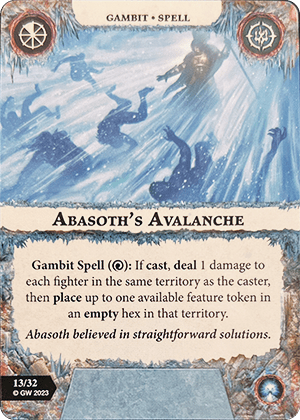 GAMBIT • SPELL
ABASOTH'S AVALANCHE
Gambit Spell (): If cast, deal 1 damage to
each fighter in the same territory as the caster,
then place up to one available feature token in
an empty hex in that territory.
Abasoth believed in straightforward solutions.
13/32
© GW 2023